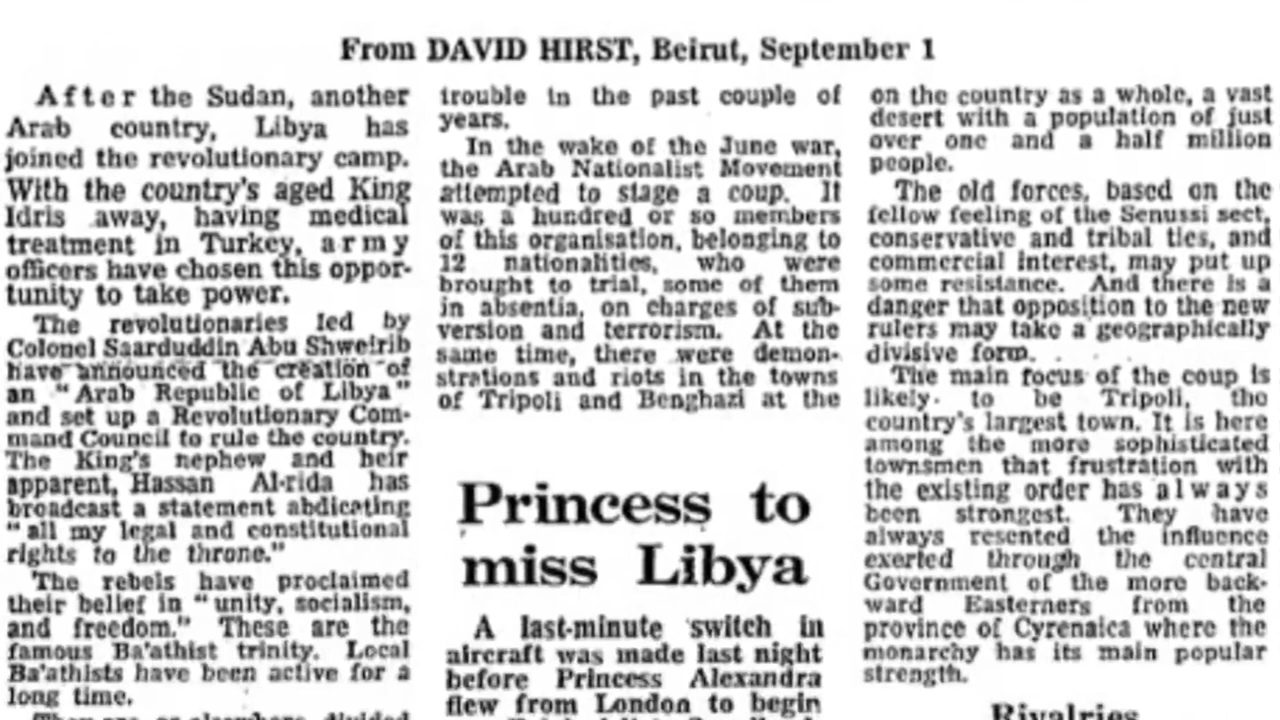 From DAVID HIRST, Beirut, September 1
After the Sudan, another
Arab country, Libya has
joined the revolutionary camp.
With the country's aged King
Idris away, having medical
treatment in Turkey, army
officers have chosen this oppor-
tunity to take power.
The revolutionaries led by
Colonel Saarduddin Abu Shweirib
have announced the creation of
an "Arab Republic of Libya"
and set up a Revolutionary Com-
mand Council to rule the country.
The King's nephew and heir
apparent, Hassan Al-rida has
broadcast a statement abdicating
"all my legal and constitutional
rights to the throne."
The rebels have proclaimed
their belief in "unity, socialism,
and freedom." These are the
famous Ba'athist trinity. Local
Ba'athists have been active for a
long time.
trouble in the past couple of
years.
In the wake of the June war,
the Arab Nationalist Movement
attempted to stage a coup. It
was a hundred or so members
of this organisation, belonging to
12 nationalities, who were
brought to trial, some of them
in absentia, on charges of sub-
version and terrorism. At the
same time, there were demon-
strations and riots in the towns
of Tripoli and Benghazi at the
Princess to
miss Libya
A last-minute switch in
aircraft was made last night
before Princess Alexandra
flew from London to begin
on the country as a whole, a vast
desert with a population of just
over one and a half million
people.
The old forces, based on the
fellow feeling of the Senussi sect,
conservative and tribal ties, and
commercial interest, may put up
some resistance. And there is a
danger that opposition to the new
rulers may take a geographically
divisive form.
The main focus of the coup is
likely to be Tripoli, the
country's largest town. It is here
among the more sophisticated
townsmen that frustration with
the existing order has always
been strongest. They have
always resented the influence
exerted through the central
Government of the more back-
ward Easterners from the
province of Cyrenaica where the
monarchy has its main popular
strength.
Rivalries